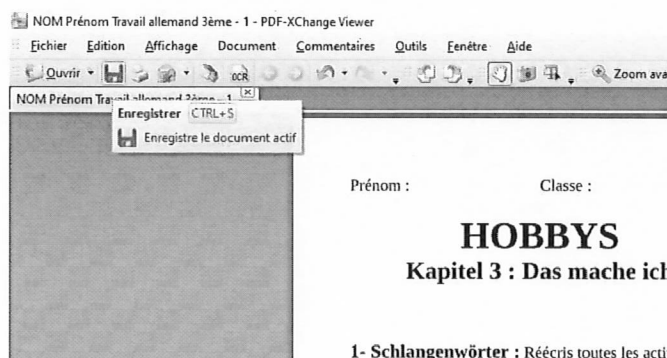 NOM Prénom Travail allemand 3ème - 1 - PDF-XChange Viewer
Fichier Edition Affichage Document Commentaires Outils Fenêtre Aide
Ouvrir OCR Zoom ava
NOM Prénom Travail allemand 3ème - 1
Enregistrer CTRL+S
Enregistre le document actif
Prénom : Classe :
HOBBYS
Kapitel 3 : Das mache ich
1- Schlangenwörter : Réécris toutes les acti